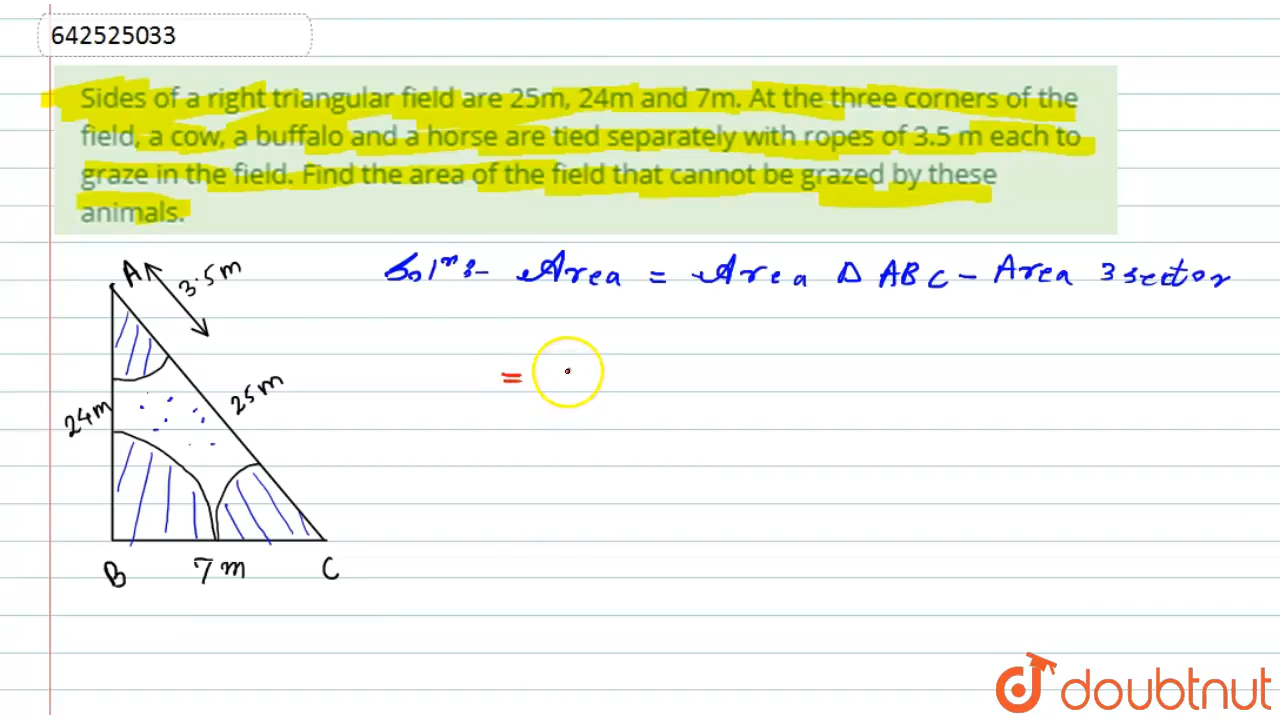 642525033
Sides of a right triangular field are 25m, 24m and 7m. At the three corners of the
field, a cow, a buffalo and a horse are tied separately with ropes of 3.5 m each to
graze in the field. Find the area of the field that cannot be grazed by these
animals.
A
3.5m
Solⁿ:- Area = Area Δ ABC - Area 3 sector
=
24m
25m
B
7m
C
doubtnut